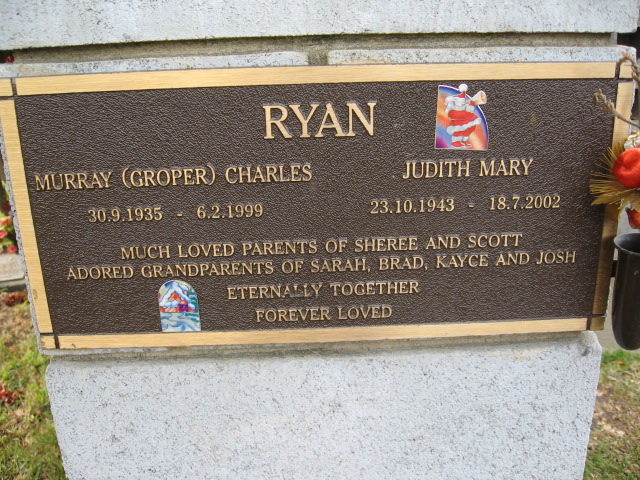 RYAN
MURRAY (GROPER) CHARLES JUDITH MARY
30.9.1935 - 6.2.1999 23.10.1943 - 18.7.2002
MUCH LOVED PARENTS OF SHEREE AND SCOTT
ADORED GRANDPARENTS OF SARAH, BRAD, KAYCE AND JOSH
ETERNALLY TOGETHER
FOREVER LOVED